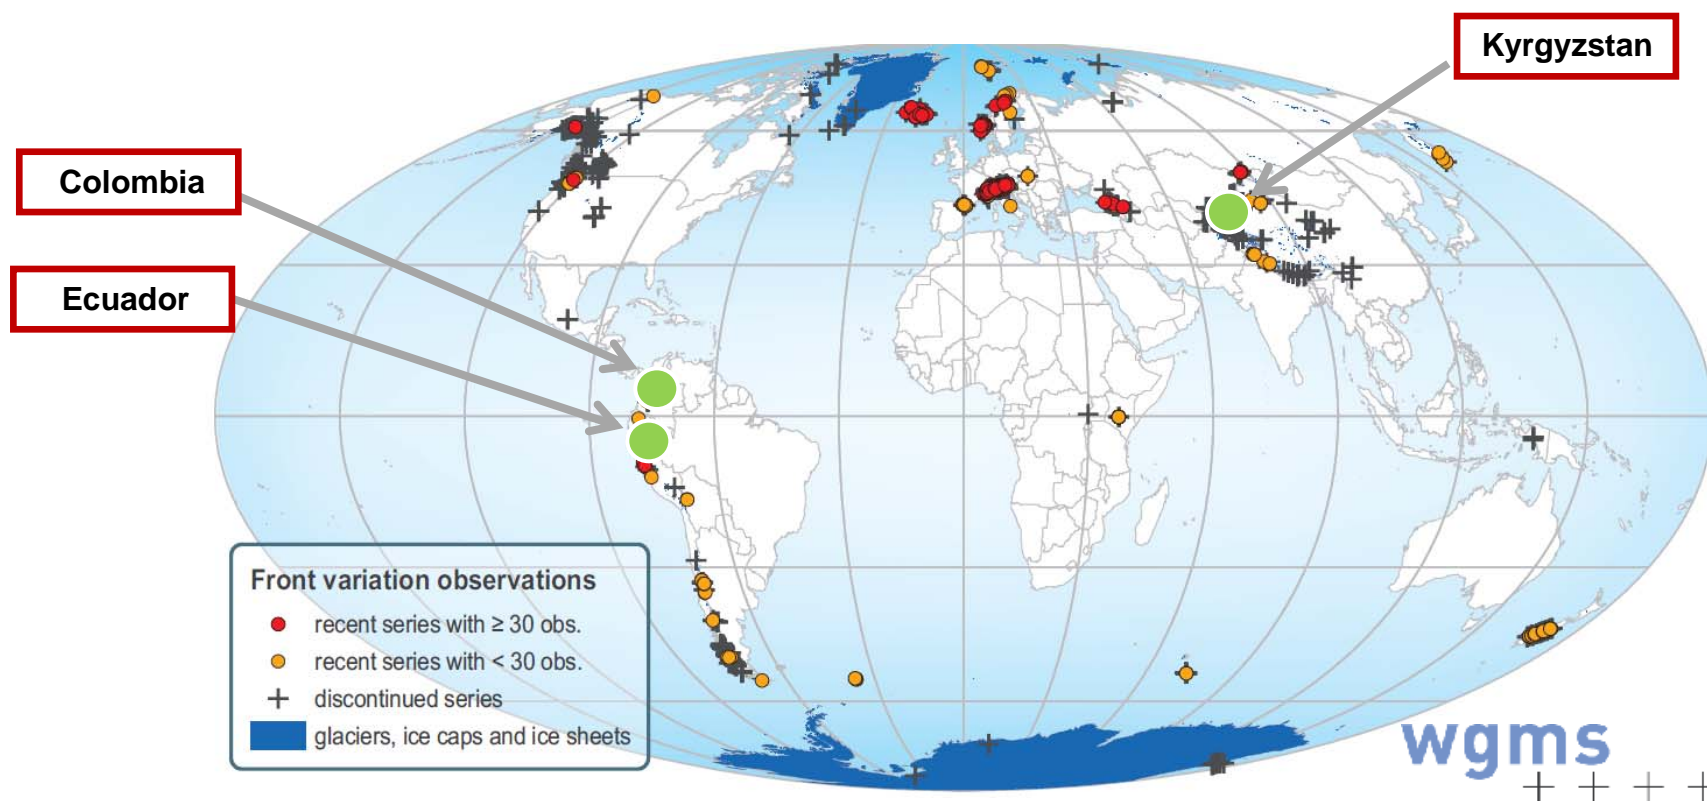 Kyrgyzstan
Colombia
Ecuador
Front variation observations
recent series with ≥ 30 obs.
recent series with < 30 obs.
discontinued series
glaciers, ice caps and ice sheets
wgms